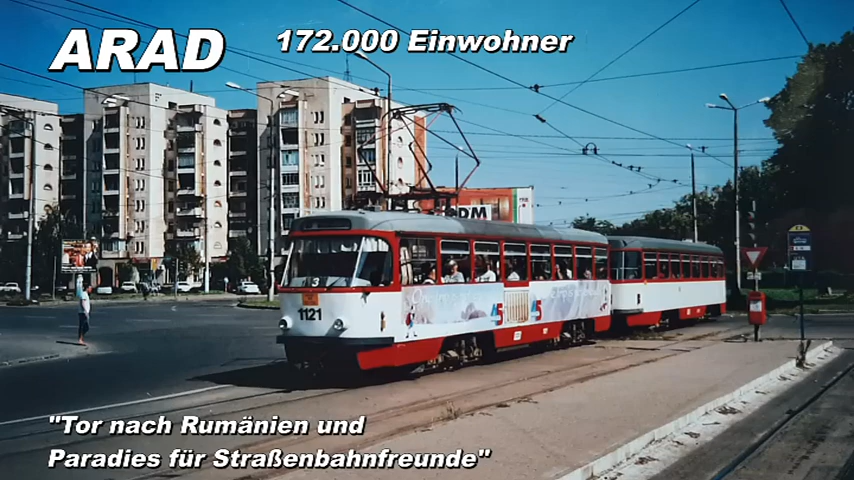 ARAD
172.000 Einwohner
1121
"Tor nach Rumänien und
Paradies für Straßenbahnfreunde"